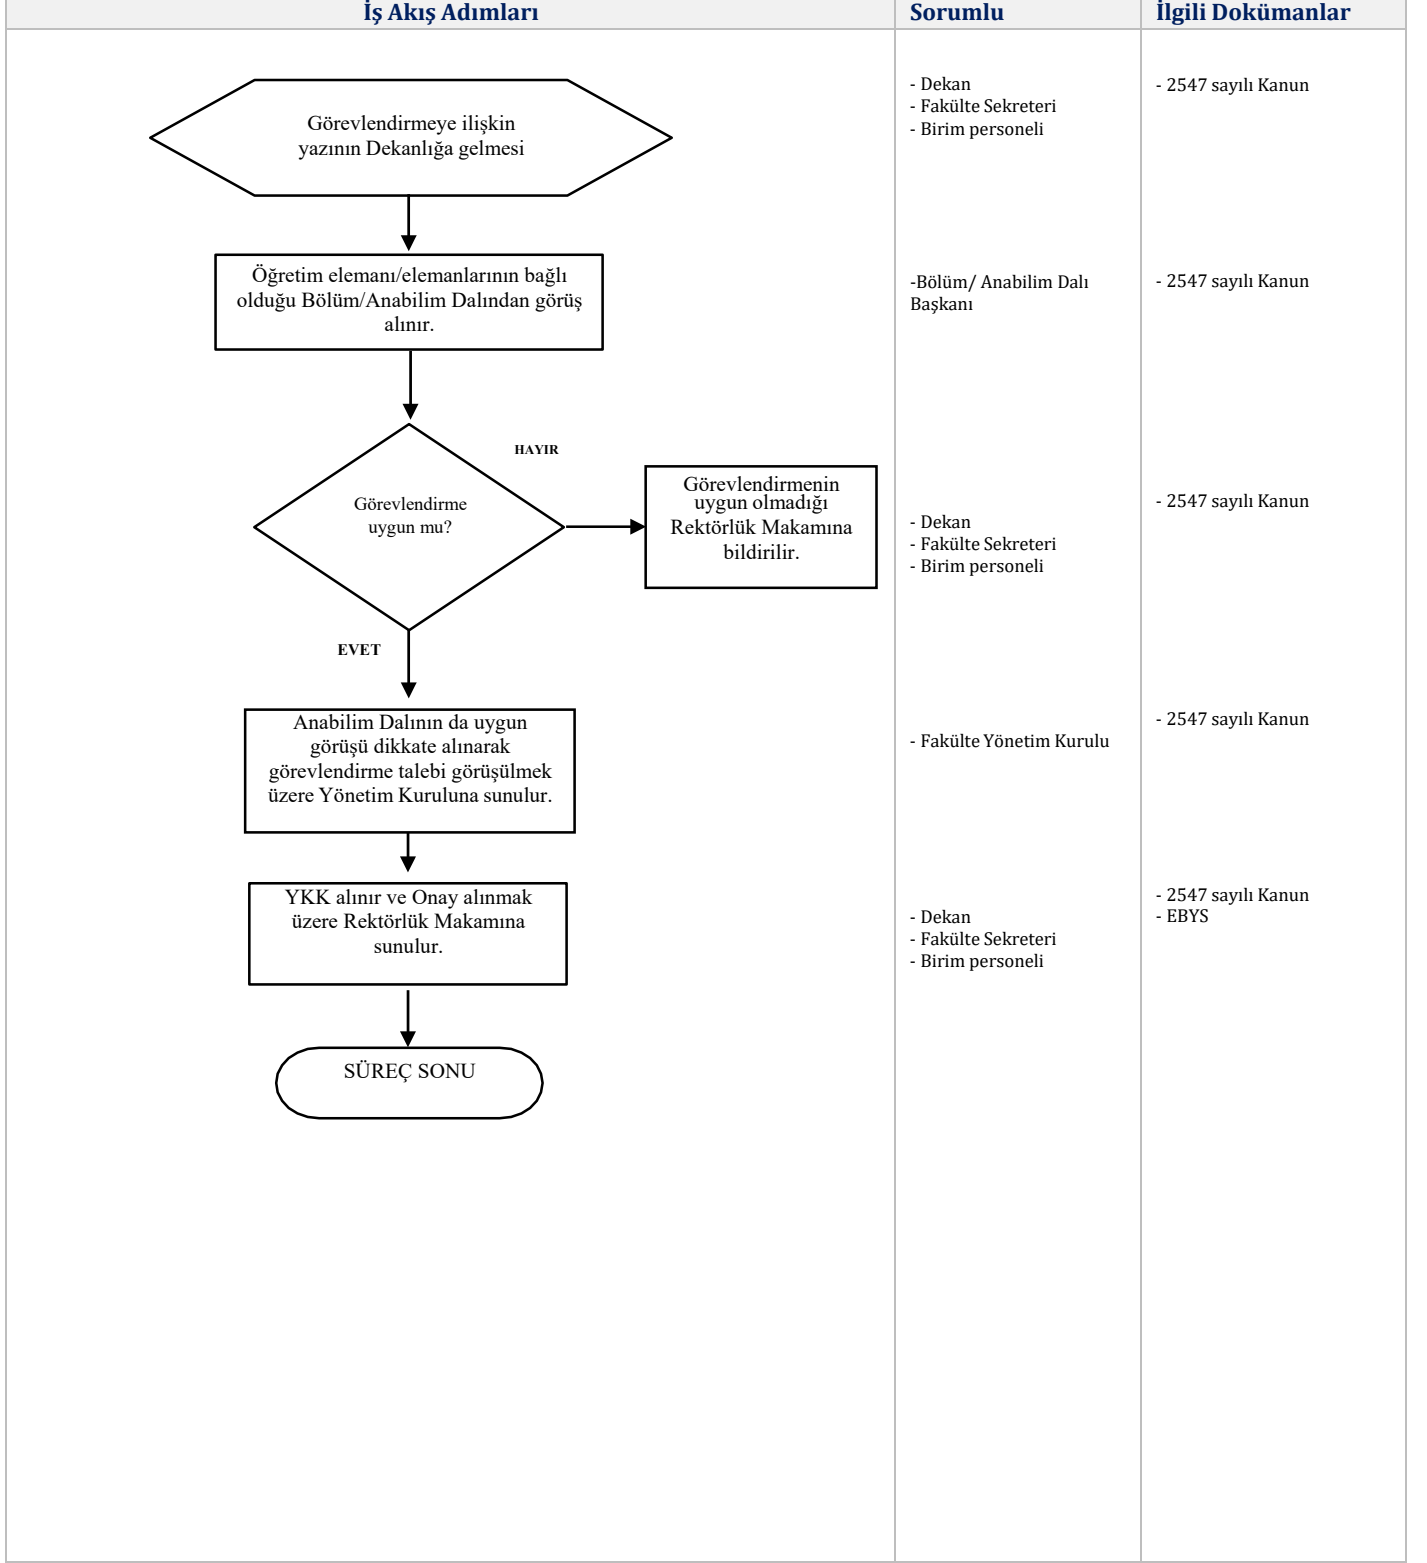 İş Akış Adımları
Sorumlu
İlgili Dokümanlar
Görevlendirmeye ilişkin
yazının Dekanlığa gelmesi
- Dekan
- Fakülte Sekreteri
- Birim personeli
- 2547 sayılı Kanun
Öğretim elemanı/elemanlarının bağlı
olduğu Bölüm/Anabilim Dalından görüş
alınır.
-Bölüm/ Anabilim Dalı
Başkanı
- 2547 sayılı Kanun
Görevlendirme
uygun mu?
HAYIR
Görevlendirmenin
uygun olmadığı
Rektörlük Makamına
bildirilir.
- Dekan
- Fakülte Sekreteri
- Birim personeli
- 2547 sayılı Kanun
EVET
Anabilim Dalının da uygun
görüşü dikkate alınarak
görevlendirme talebi görüşülmek
üzere Yönetim Kuruluna sunulur.
- Fakülte Yönetim Kurulu
- 2547 sayılı Kanun
YKK alınır ve Onay alınmak
üzere Rektörlük Makamına
sunulur.
- Dekan
- Fakülte Sekreteri
- Birim personeli
- 2547 sayılı Kanun
- EBYS
SÜREÇ SONU